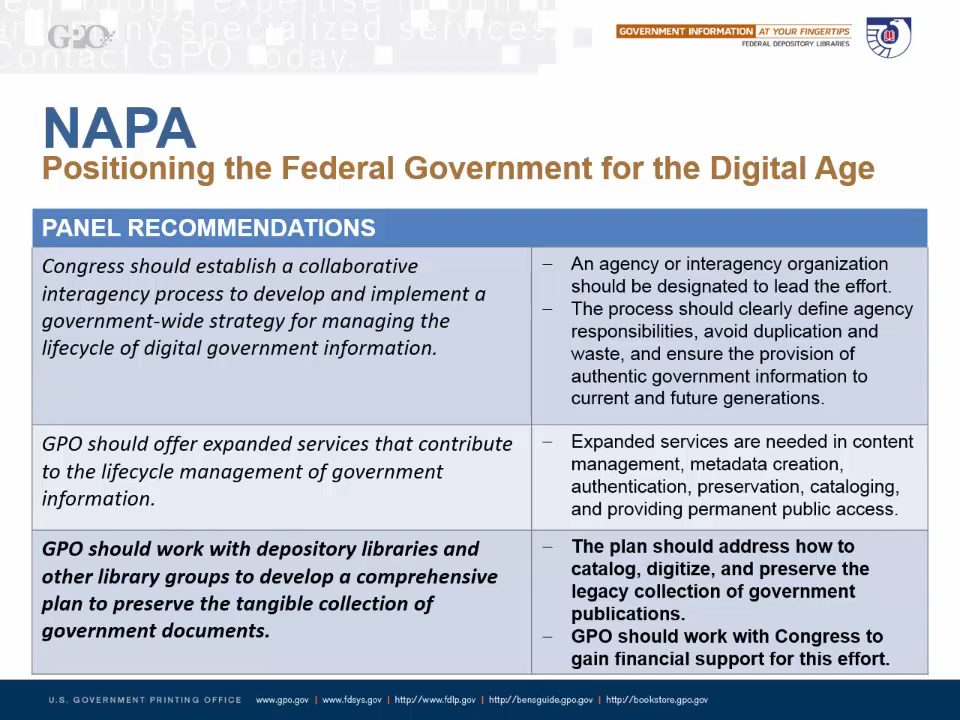 technology, expertise
many specialized services.
Contact GPO today.
GPO
GOVERNMENT INFORMATION AT YOUR FINGERTIPS
FEDERAL DEPOSITORY LIBRARIES
NAPA
Positioning the Federal Government for the Digital Age
PANEL RECOMMENDATIONS
Congress should establish a collaborative
interagency process to develop and implement a
government-wide strategy for managing the
lifecycle of digital government information.
– An agency or interagency organization
should be designated to lead the effort.
– The process should clearly define agency
responsibilities, avoid duplication and
waste, and ensure the provision of
authentic government information to
current and future generations.
GPO should offer expanded services that contribute
to the lifecycle management of government
information.
– Expanded services are needed in content
management, metadata creation,
authentication, preservation, cataloging,
and providing permanent public access.
GPO should work with depository libraries and
other library groups to develop a comprehensive
plan to preserve the tangible collection of
government documents.
– The plan should address how to
catalog, digitize, and preserve the
legacy collection of government
publications.
– GPO should work with Congress to
gain financial support for this effort.
U.S. GOVERNMENT PRINTING OFFICE www.gpo.gov | www.fdsys.gov | http://www.fdlp.gov | http://bensguide.gpo.gov | http://bookstore.gpo.gov